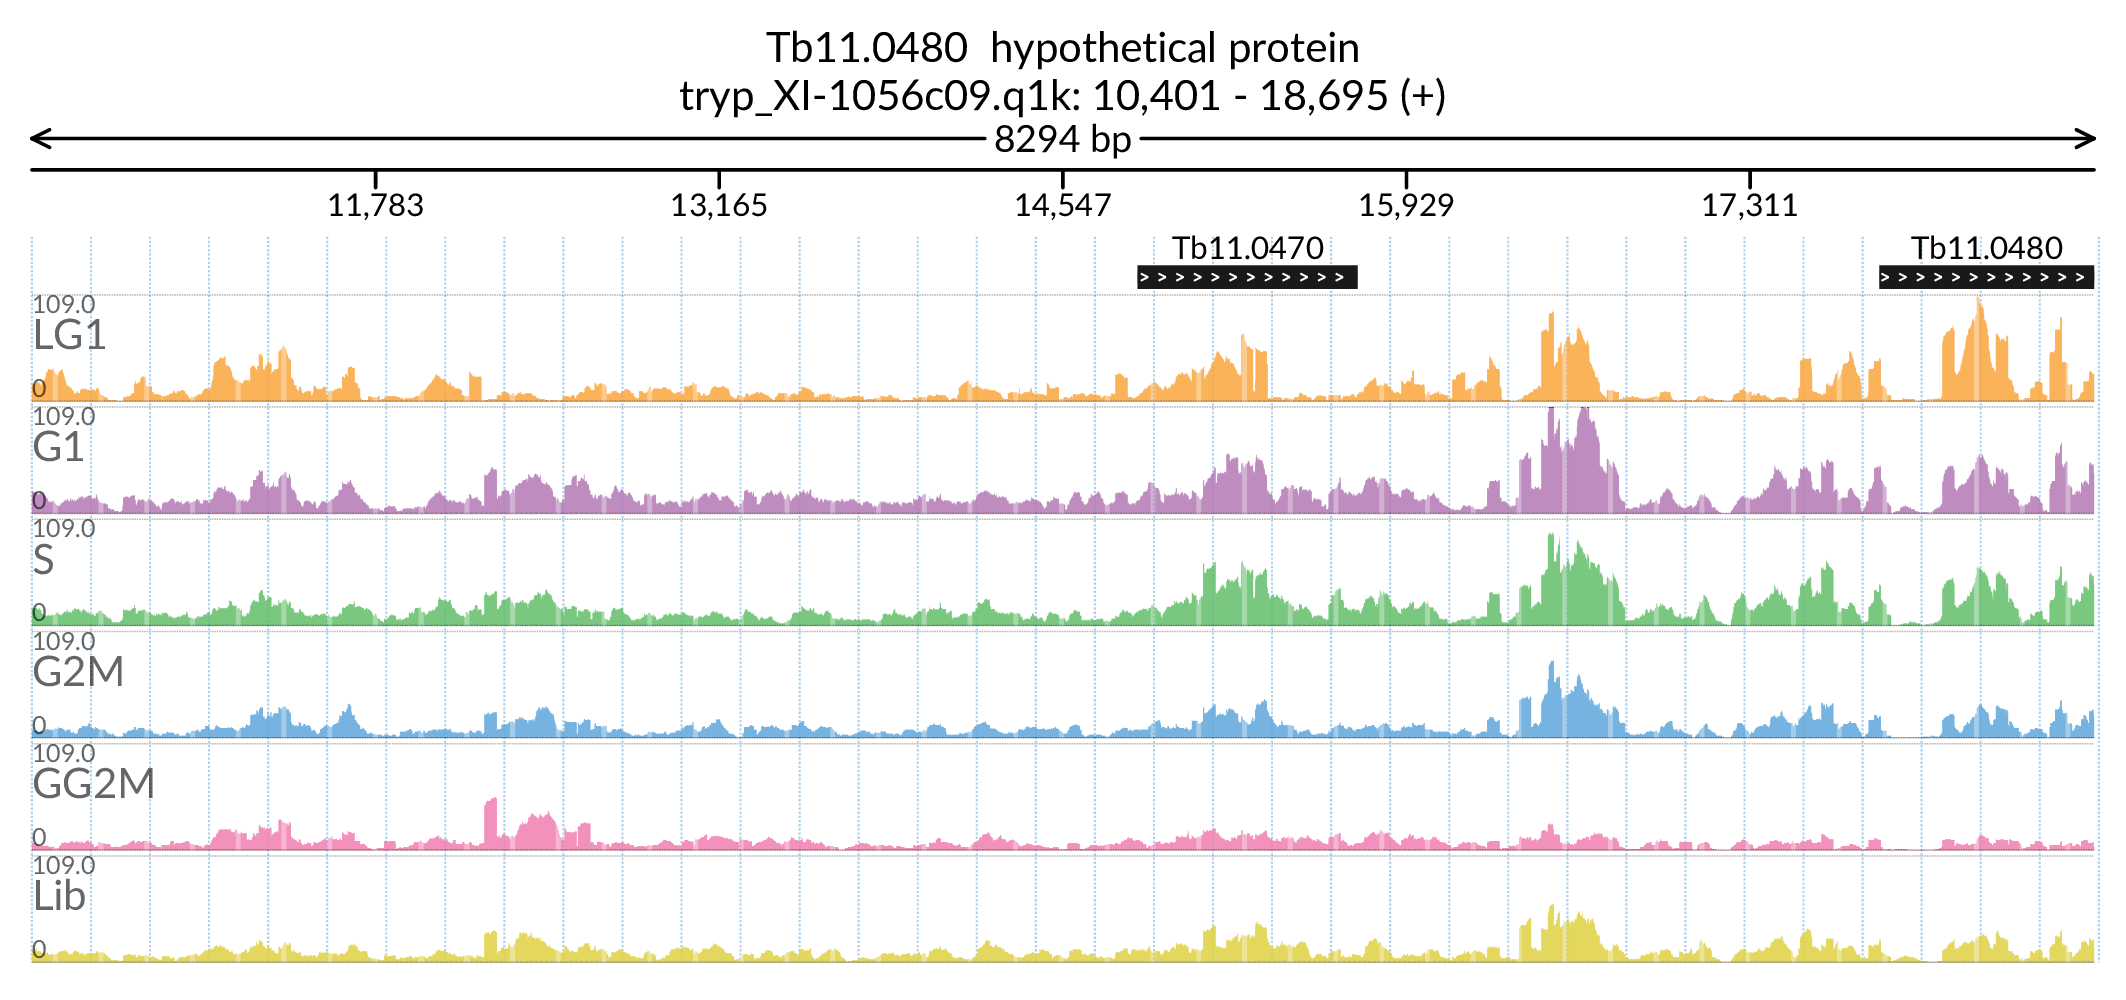 Tb11.0480  hypothetical protein
tryp_XI-1056c09.q1k: 10,401 - 18,695 (+)
8294 bp
11,783 13,165 14,547 15,929 17,311
Tb11.0470 Tb11.0480
> > > > > > > > > > > > > > > > > > > > > > > >
109.0
LG1
0
109.0
G1
0
109.0
S
0
109.0
G2M
0
109.0
GG2M
0
109.0
Lib
0